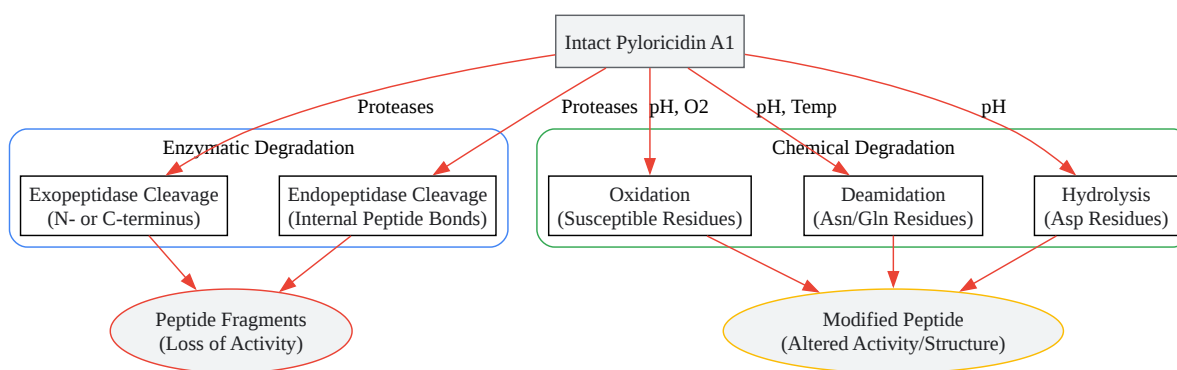 Intact Pyloricidin A1
Proteases
Proteases
pH, O2
pH, Temp
pH
Enzymatic Degradation
Chemical Degradation
Exopeptidase Cleavage
(N- or C-terminus)
Endopeptidase Cleavage
(Internal Peptide Bonds)
Oxidation
(Susceptible Residues)
Deamidation
(Asn/Gln Residues)
Hydrolysis
(Asp Residues)
Peptide Fragments
(Loss of Activity)
Modified Peptide
(Altered Activity/Structure)